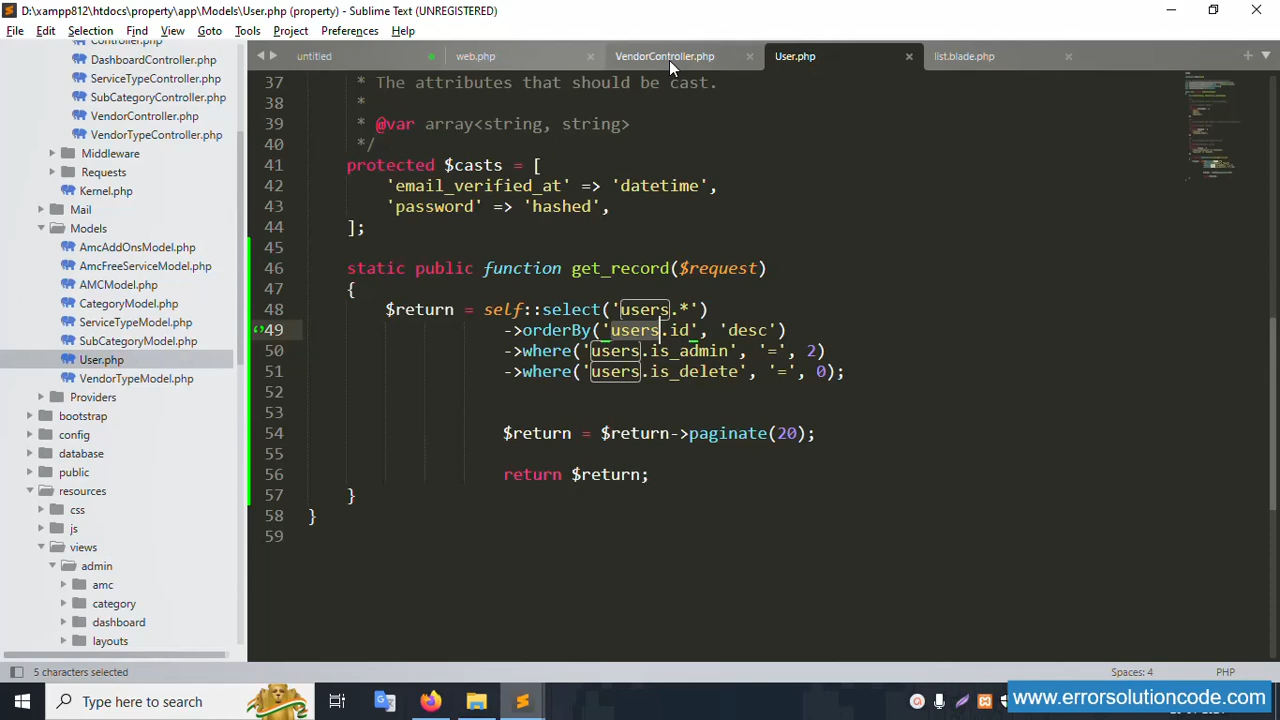 D:\xampp812\htdocs\property\app\Models\User.php (property) - Sublime Text (UNREGISTERED)
File Edit Selection Find View Goto Tools Project Preferences Help
untitled web.php VendorController.php User.php list.blade.php
Controller.php
DashboardController.php
ServiceTypeController.php
SubCategoryController.php
VendorController.php
VendorTypeController.php
Middleware
Requests
Kernel.php
Mail
Models
AmcAddOnsModel.php
AmcFreeServiceModel.php
AMCModel.php
CategoryModel.php
ServiceTypeModel.php
SubCategoryModel.php
User.php
VendorTypeModel.php
Providers
bootstrap
config
database
public
resources
css
js
views
admin
amc
category
dashboard
layouts
37 * The attributes that should be cast.
38 *
39 * @var array<string, string>
40 */
41 protected $casts = [
42 'email_verified_at' => 'datetime',
43 'password' => 'hashed',
44 ];
45
46 static public function get_record($request)
47 {
48 $return = self::select('users.*')
49 ->orderBy('users.id', 'desc')
50 ->where('users.is_admin', '=', 2)
51 ->where('users.is_delete', '=', 0);
52
53
54 $return = $return->paginate(20);
55
56 return $return;
57 }
58 }
59
5 characters selected Spaces: 4 PHP
Type here to search
www.errorsolutioncode.com